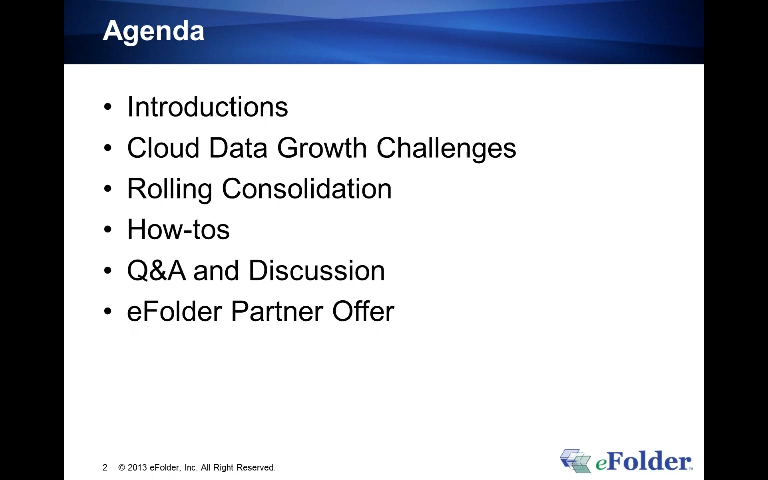 Agenda
• Introductions
• Cloud Data Growth Challenges
• Rolling Consolidation
• How-tos
• Q&A and Discussion
• eFolder Partner Offer
2 © 2013 eFolder, Inc. All Right Reserved.
eFolder™